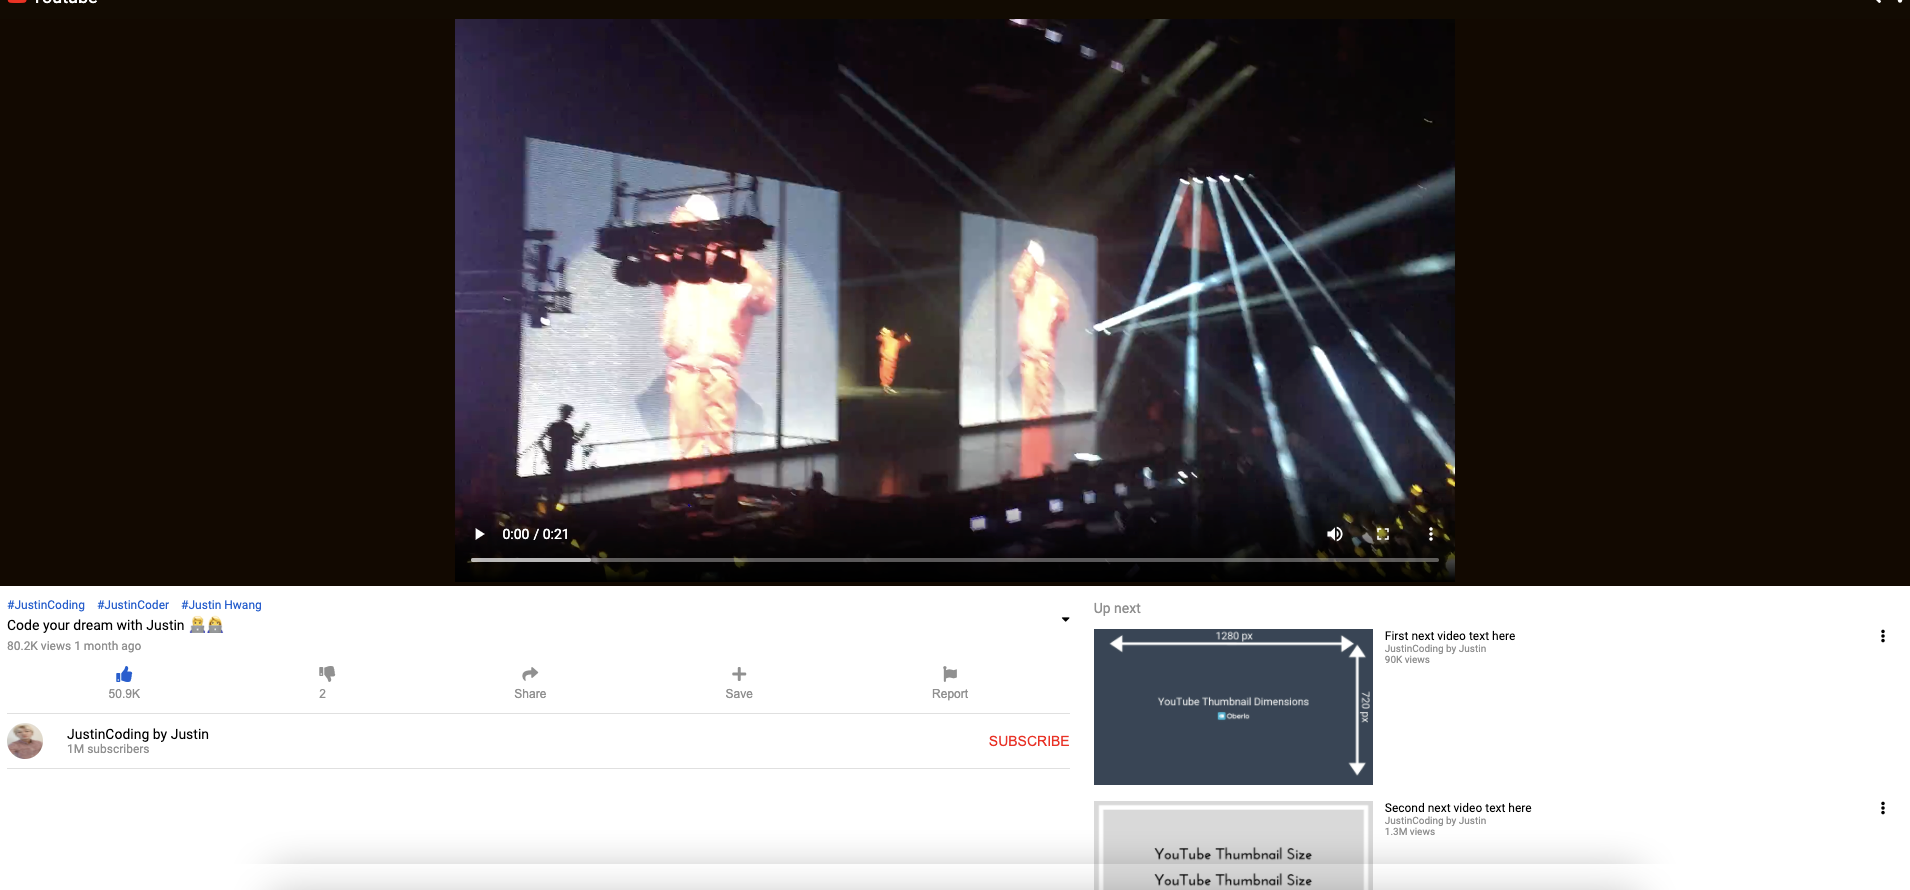 Youtube
0:00 / 0:21
#JustinCoding #JustinCoder #Justin Hwang
Code your dream with Justin 👨‍💻👩‍💻
80.2K views 1 month ago
50.9K
2
Share
Save
Report
JustinCoding by Justin
1M subscribers
SUBSCRIBE
Up next
1280 px
720 px
YouTube Thumbnail Dimensions
Oberlo
First next video text here
JustinCoding by Justin
90K views
YouTube Thumbnail Size
YouTube Thumbnail Size
Second next video text here
JustinCoding by Justin
1.3M views